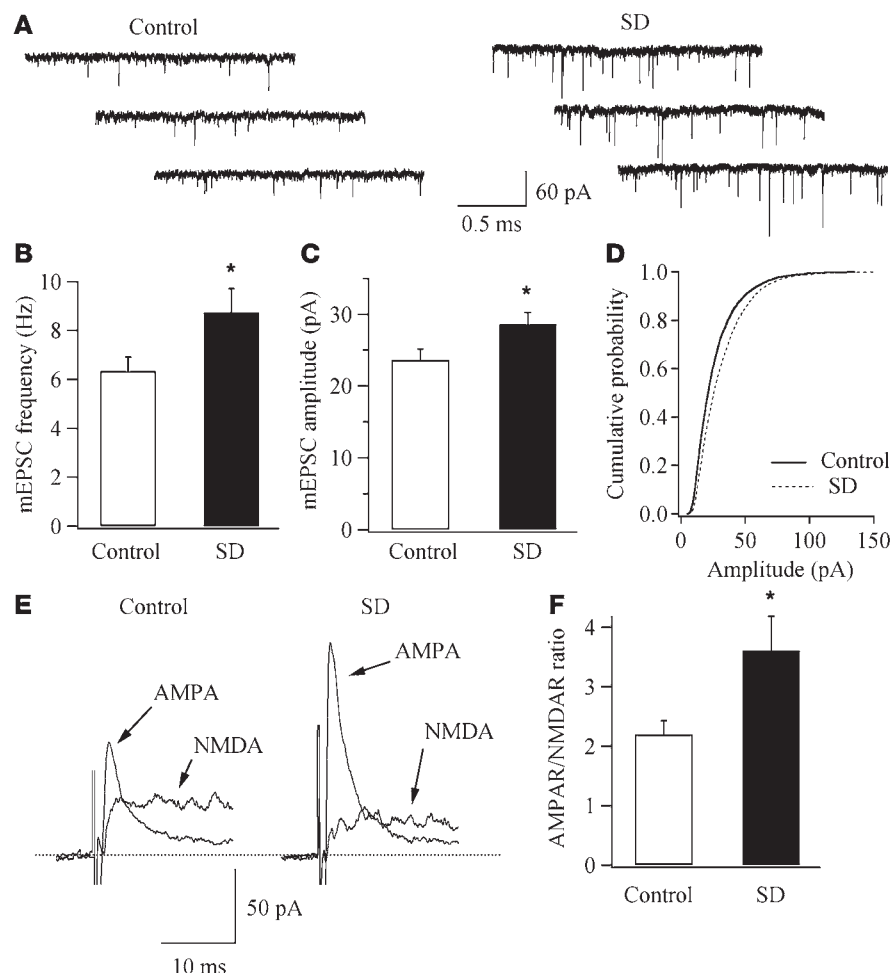 A
Control
SD
60 pA
0.5 ms
B
mEPSC frequency (Hz)
10
8
6
4
2
0
*
Control
SD
C
mEPSC amplitude (pA)
30
20
10
0
*
Control
SD
D
Cumulative probability
1.0
0.8
0.6
0.4
0.2
0.0
Control
SD
0
50
100
150
Amplitude (pA)
E
Control
SD
AMPA
NMDA
AMPA
NMDA
50 pA
10 ms
F
AMPAR/NMDAR ratio
4
3
2
1
0
*
Control
SD